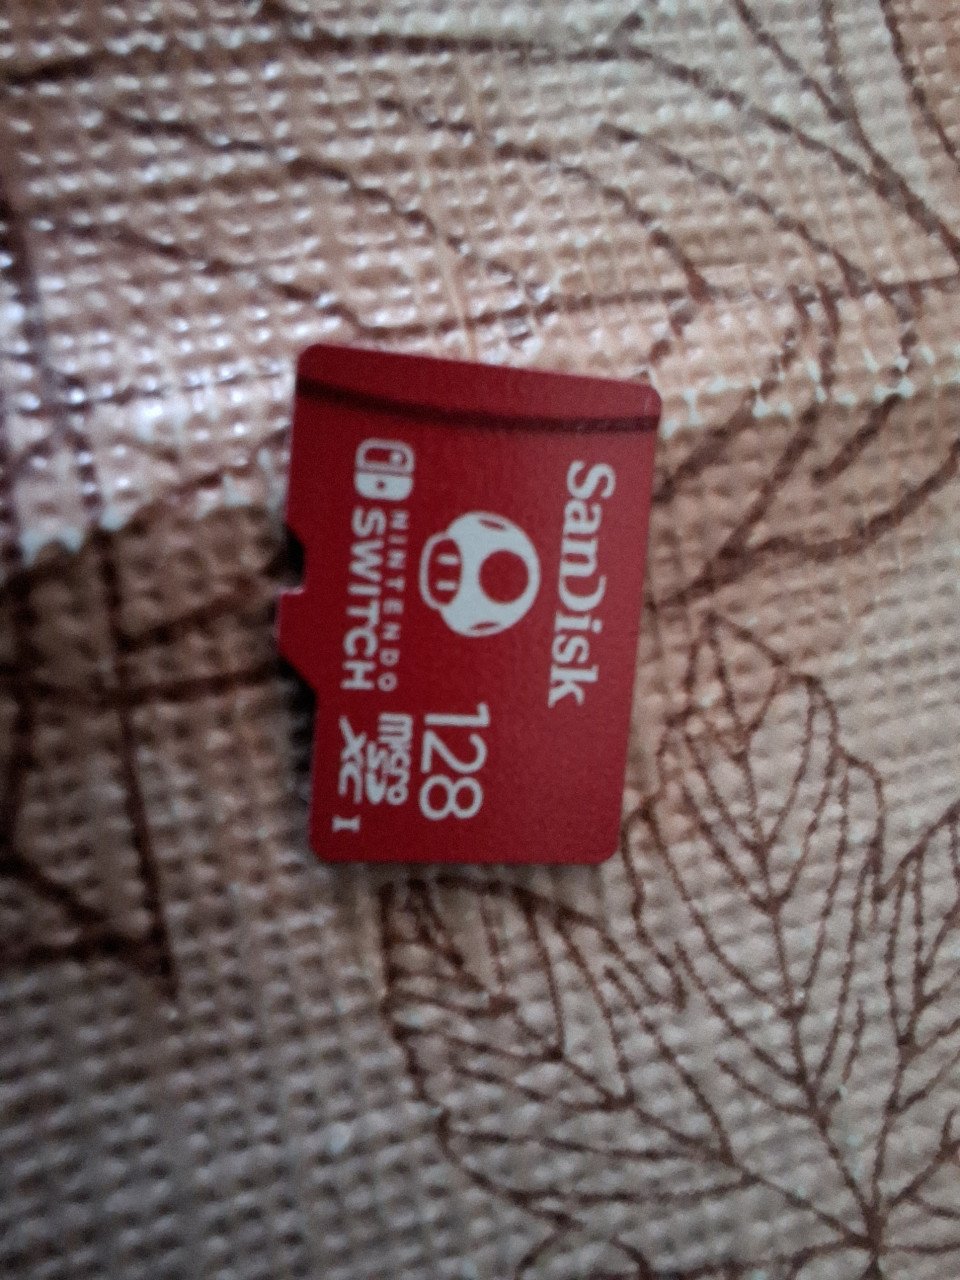 SanDisk
128
NINTENDO
SWITCH
micro
SD
XC I